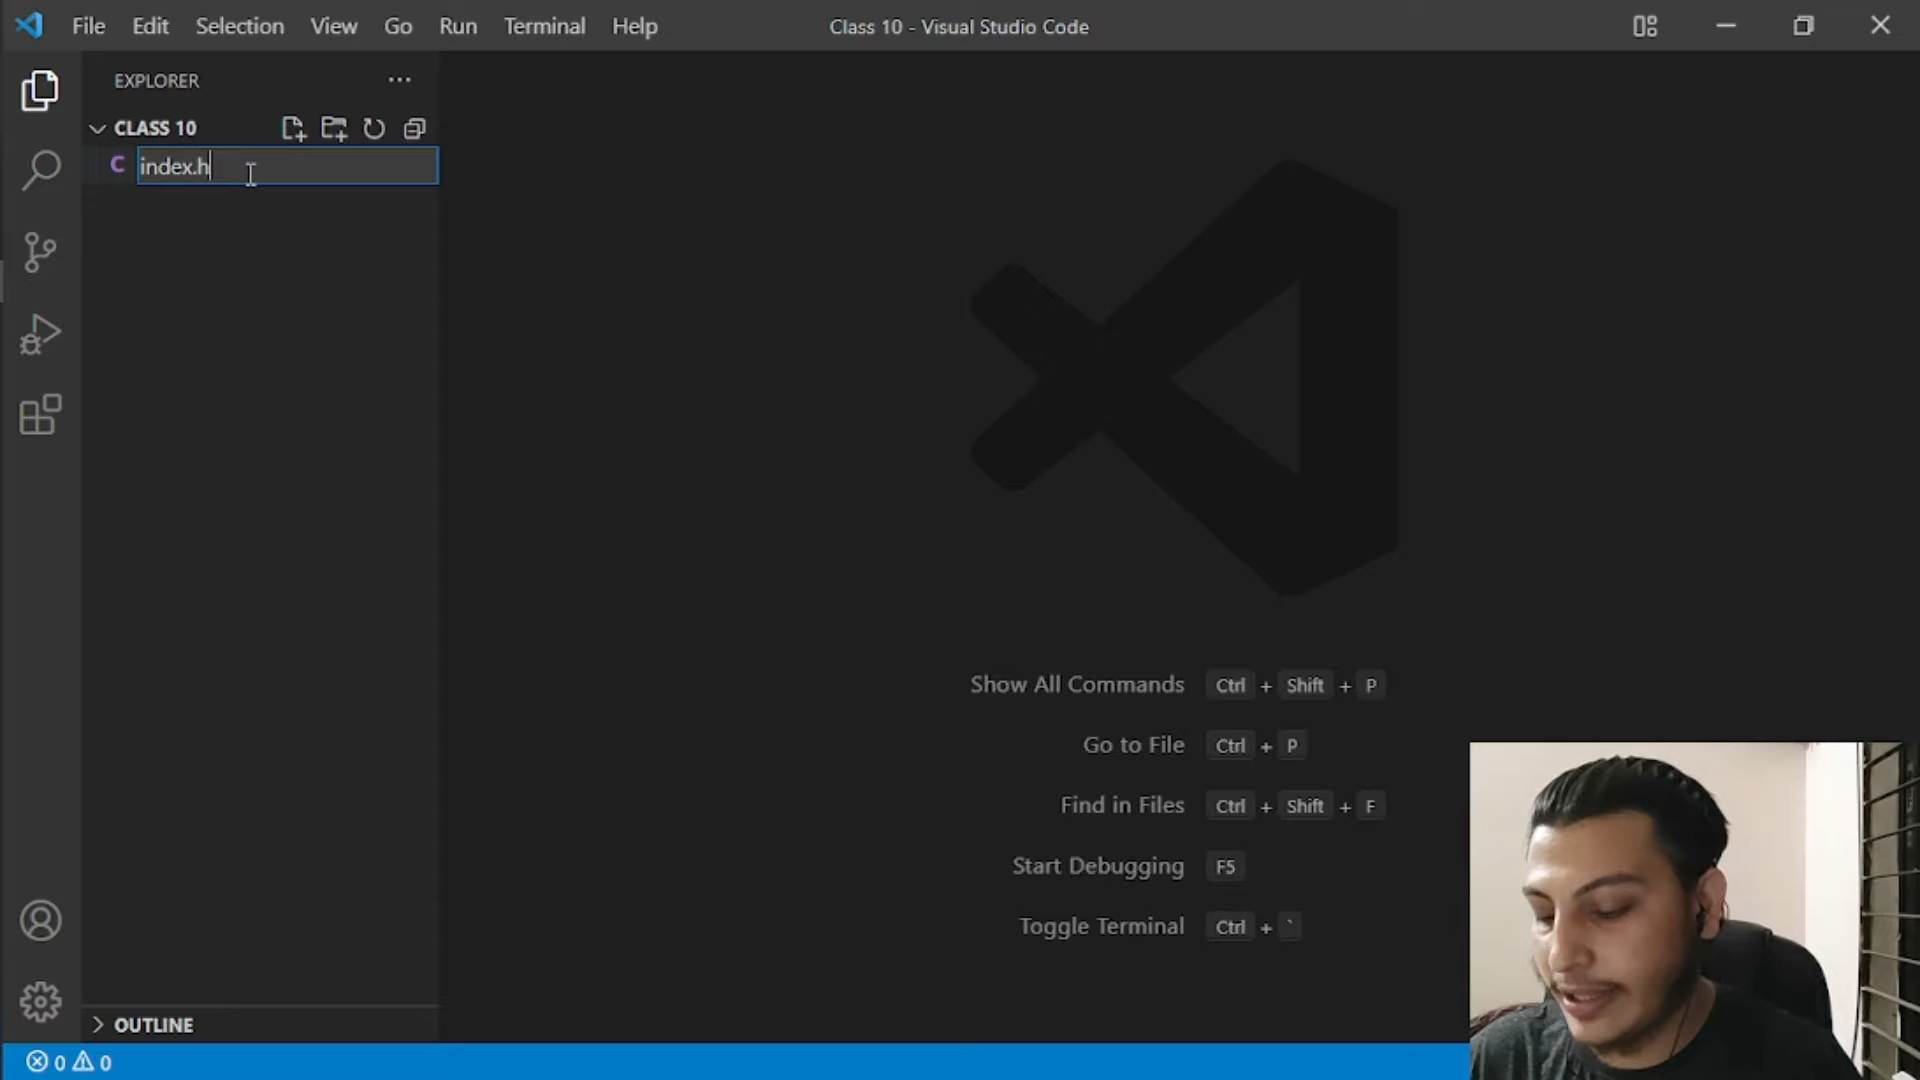 File Edit Selection View Go Run Terminal Help
Class 10 - Visual Studio Code
EXPLORER
CLASS 10
C index.h
Show All Commands Ctrl + Shift + P
Go to File Ctrl + P
Find in Files Ctrl + Shift + F
Start Debugging F5
Toggle Terminal Ctrl + `
OUTLINE
0 0